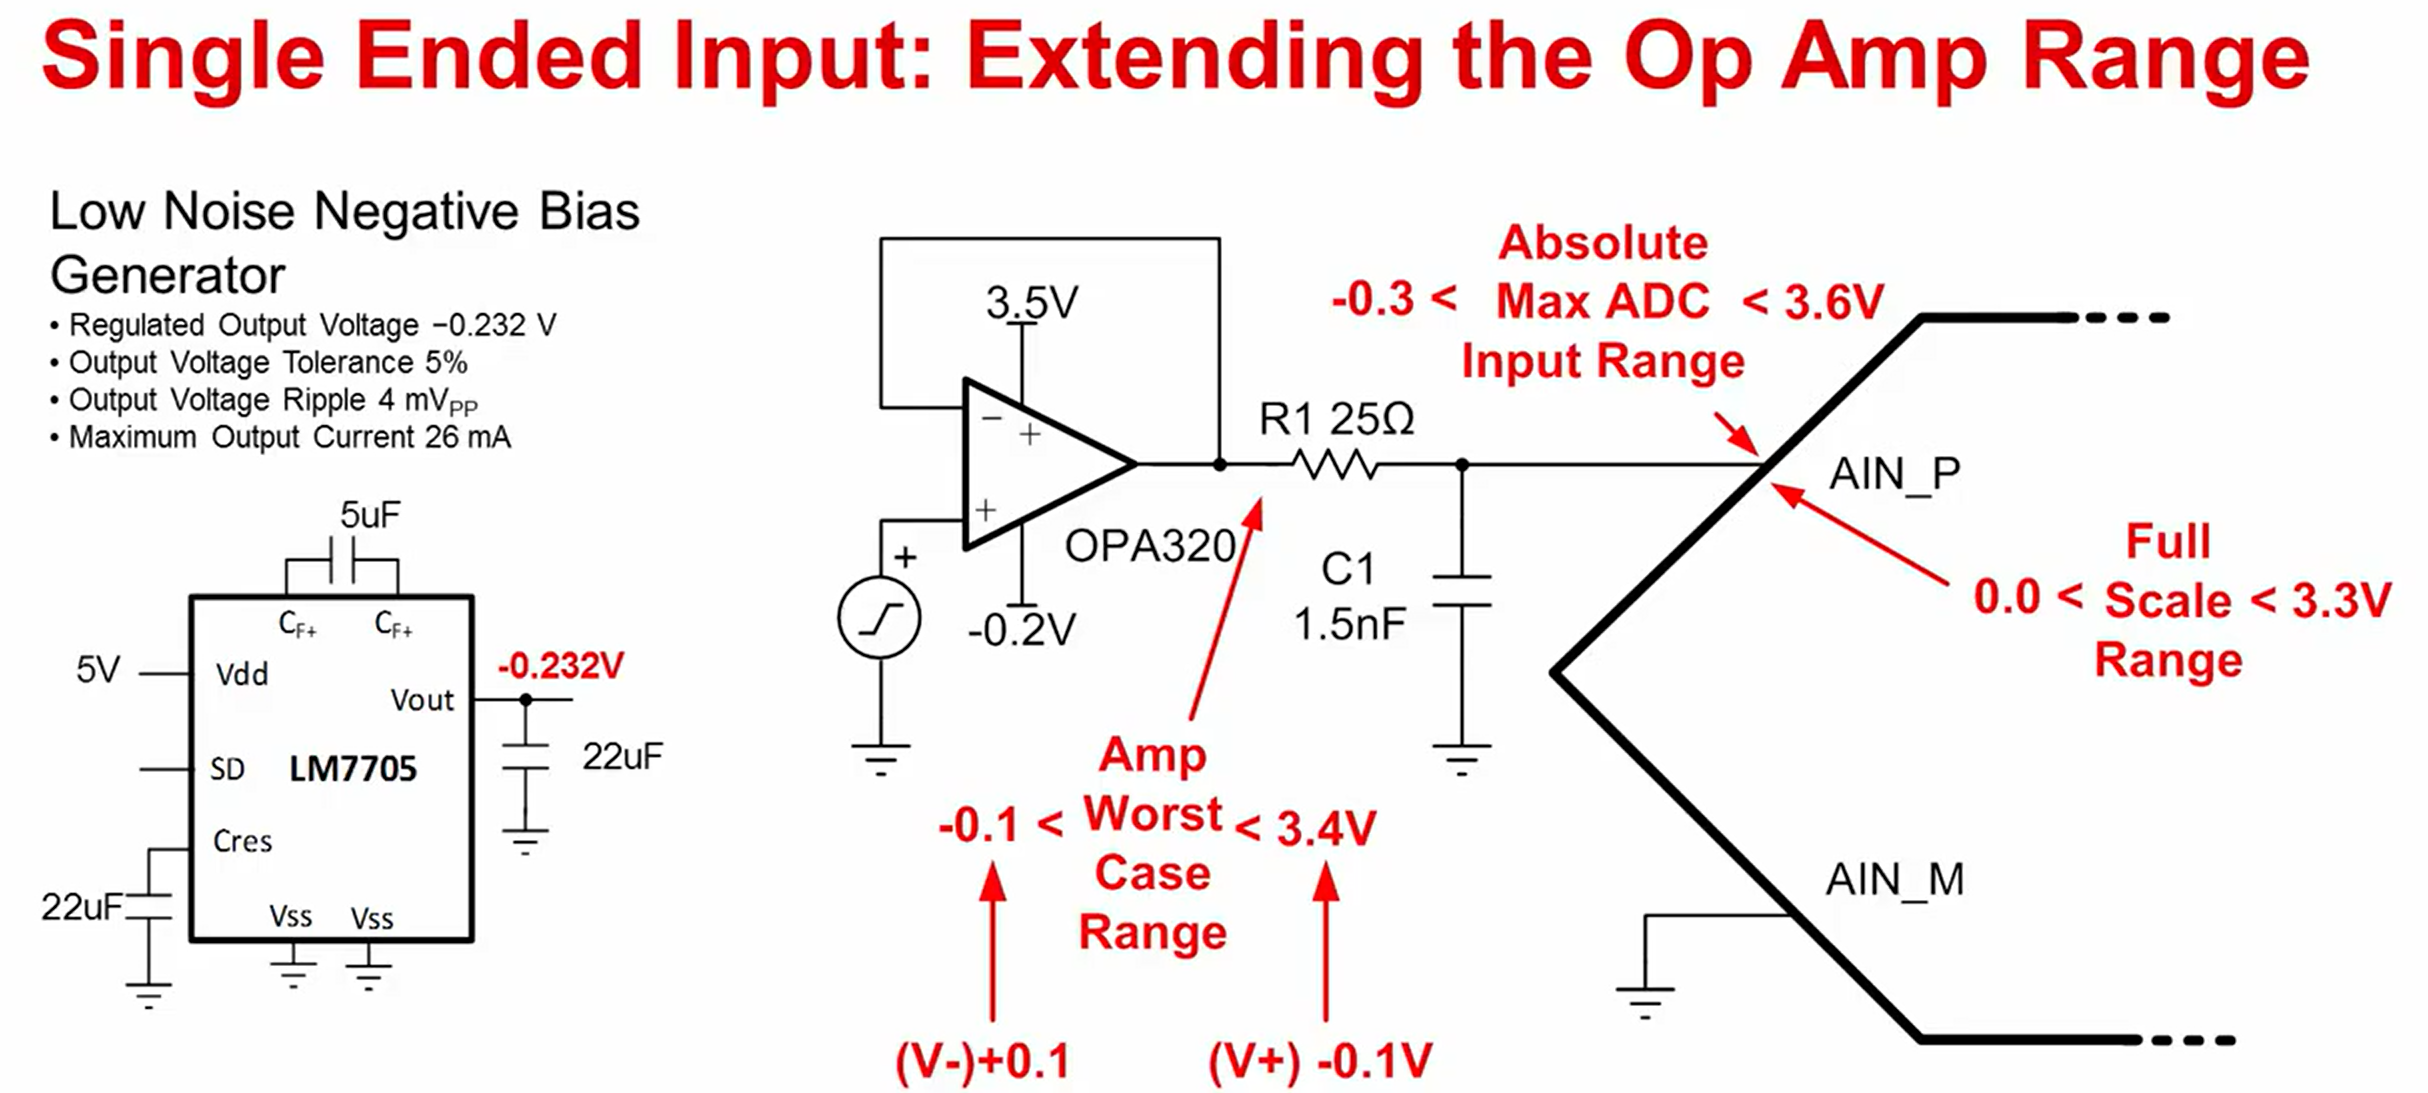 Single Ended Input: Extending the Op Amp Range
Low Noise Negative Bias
Generator
• Regulated Output Voltage −0.232 V
• Output Voltage Tolerance 5%
• Output Voltage Ripple 4 mVPP
• Maximum Output Current 26 mA
5uF
CF+ CF+
5V
Vdd
-0.232V
Vout
SD
LM7705
22uF
Cres
22uF
Vss Vss
3.5V
−
+
+
+
OPA320
-0.2V
R1 25Ω
C1
1.5nF
Absolute
-0.3 < Max ADC < 3.6V
Input Range
AIN_P
Full
0.0 < Scale < 3.3V
Range
Amp
-0.1 < Worst < 3.4V
Case
Range
(V-)+0.1
(V+) -0.1V
AIN_M